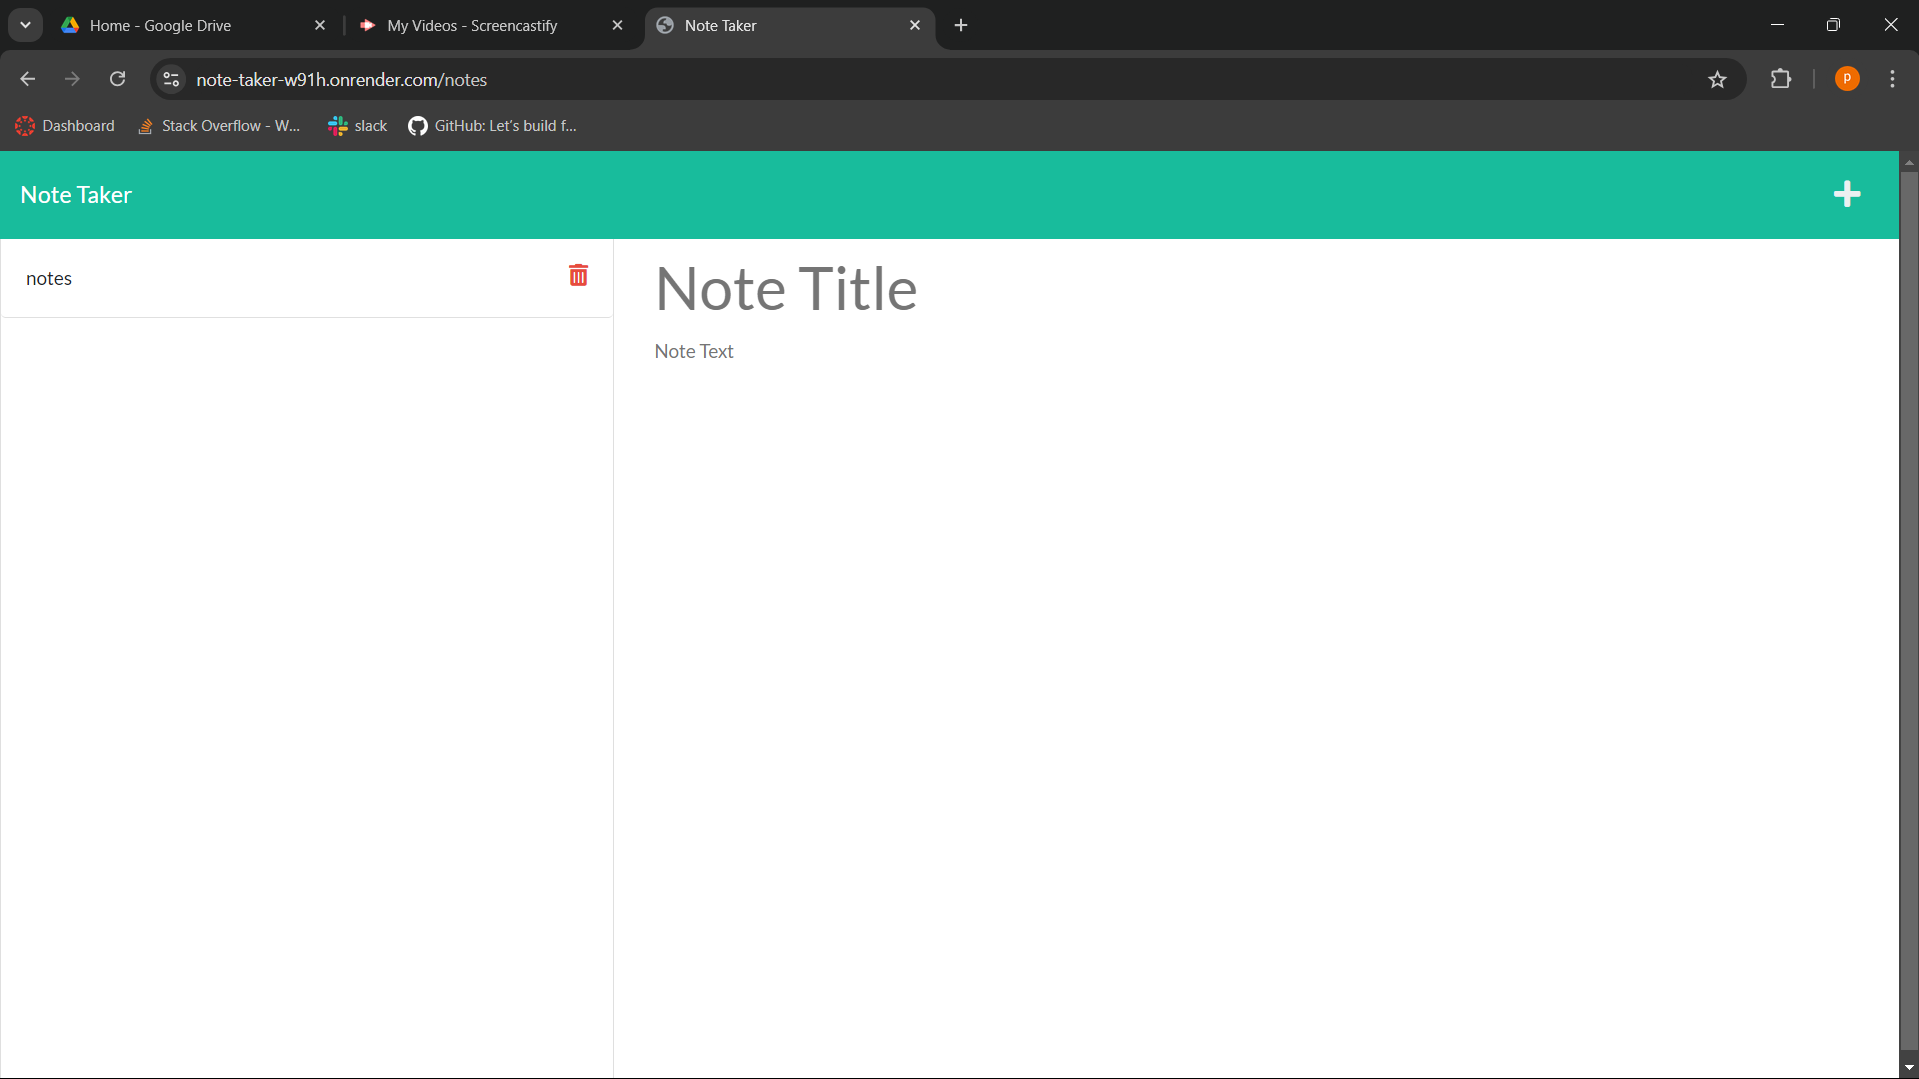 Home - Google Drive
My Videos - Screencastify
Note Taker
note-taker-w91h.onrender.com/notes
P
Dashboard
Stack Overflow - W...
slack
GitHub: Let's build f...
Note Taker
notes
Note Title
Note Text